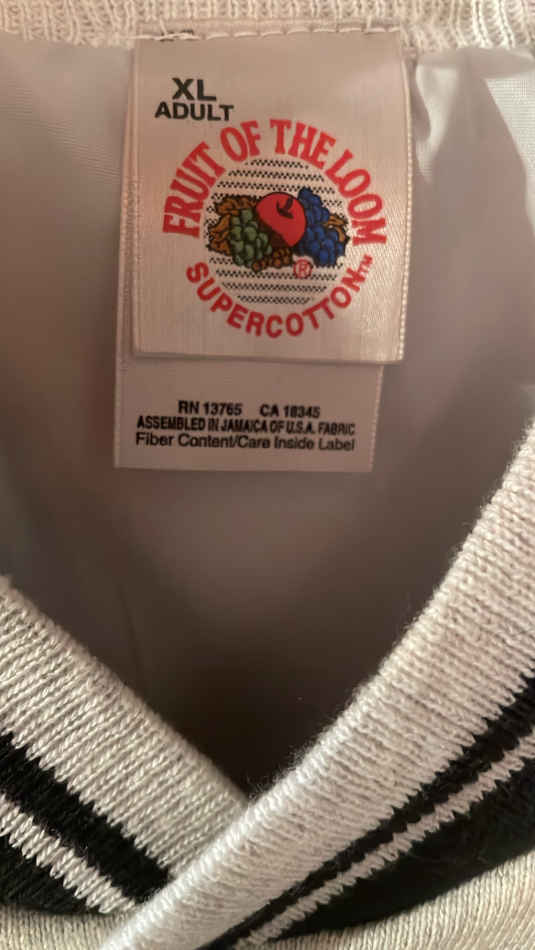 XL
ADULT
FRUIT OF THE LOOM
®
SUPERCOTTON™
RN 13765 CA 18345
ASSEMBLED IN JAMAICA OF U.S.A. FABRIC
Fiber Content/Care Inside Label